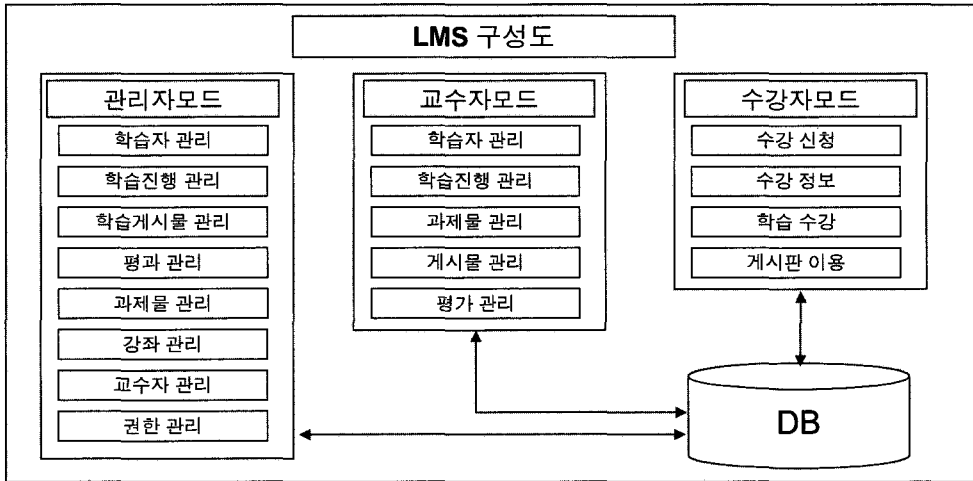 LMS 구성도
관리자모드
학습자 관리
학습진행 관리
학습게시물 관리
평과 관리
과제물 관리
강좌 관리
교수자 관리
권한 관리
교수자모드
학습자 관리
학습진행 관리
과제물 관리
게시물 관리
평가 관리
수강자모드
수강 신청
수강 정보
학습 수강
게시판 이용
DB